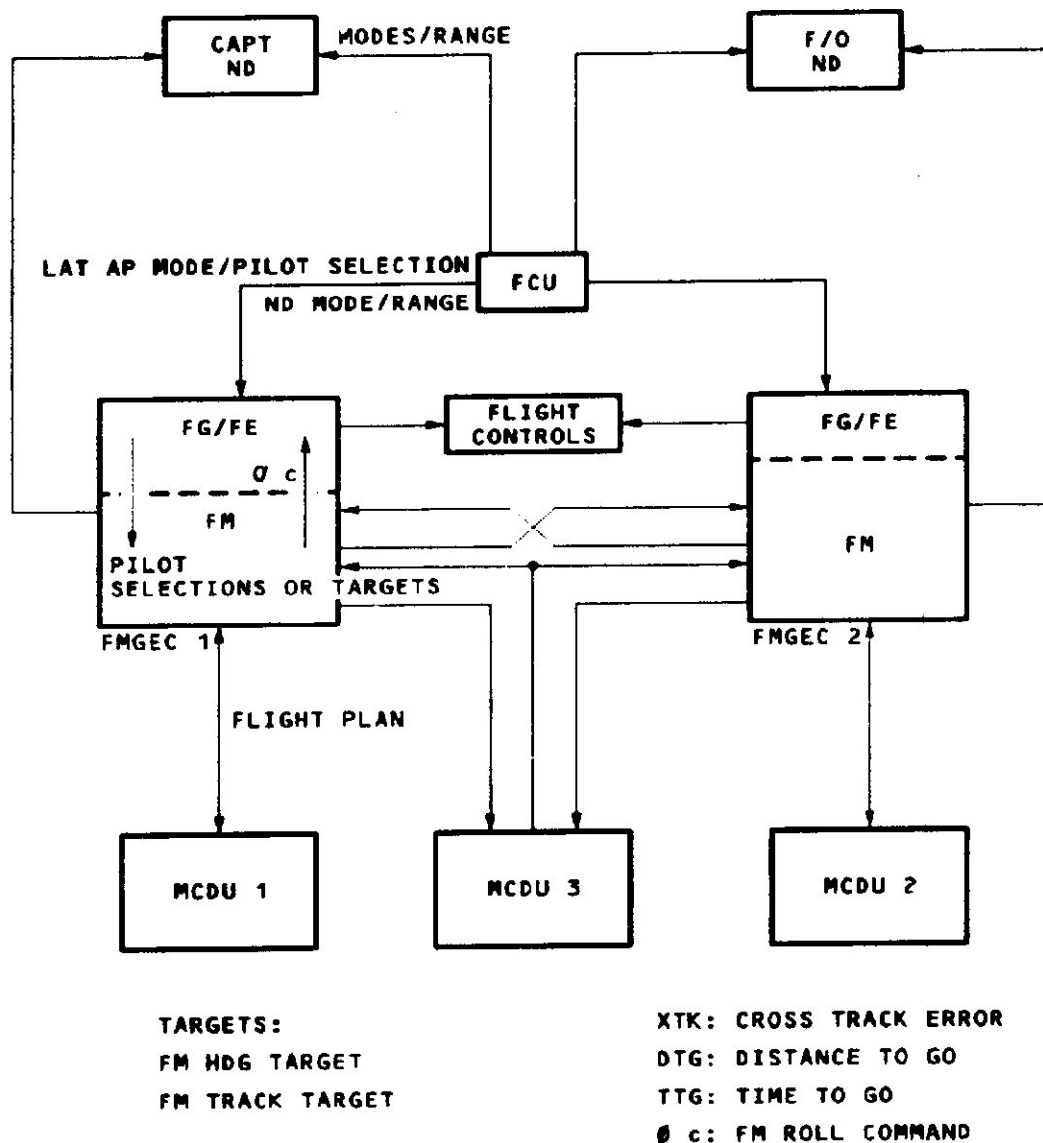 CAPT
ND
MODES/RANGE
F/O
ND
LAT AP MODE/PILOT SELECTION
ND MODE/RANGE
FCU
FG/FE
FLIGHT
CONTROLS
FG/FE
Ø c
FM
FM
PILOT
SELECTIONS OR TARGETS
FMGEC 1
FMGEC 2
FLIGHT PLAN
MCDU 1
MCDU 3
MCDU 2
TARGETS:
FM HDG TARGET
FM TRACK TARGET
XTK: CROSS TRACK ERROR
DTG: DISTANCE TO GO
TTG: TIME TO GO
Ø c: FM ROLL COMMAND